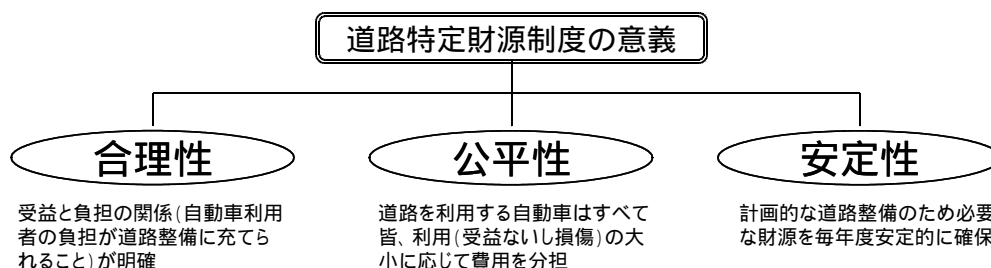 道路特定財源制度の意義
合理性
受益と負担の関係(自動車利用
者の負担が道路整備に充てら
れること)が明確
公平性
道路を利用する自動車はすべて
皆、利用(受益ないし損傷)の大
小に応じて費用を分担
安定性
計画的な道路整備のため必要
な財源を毎年度安定的に確保